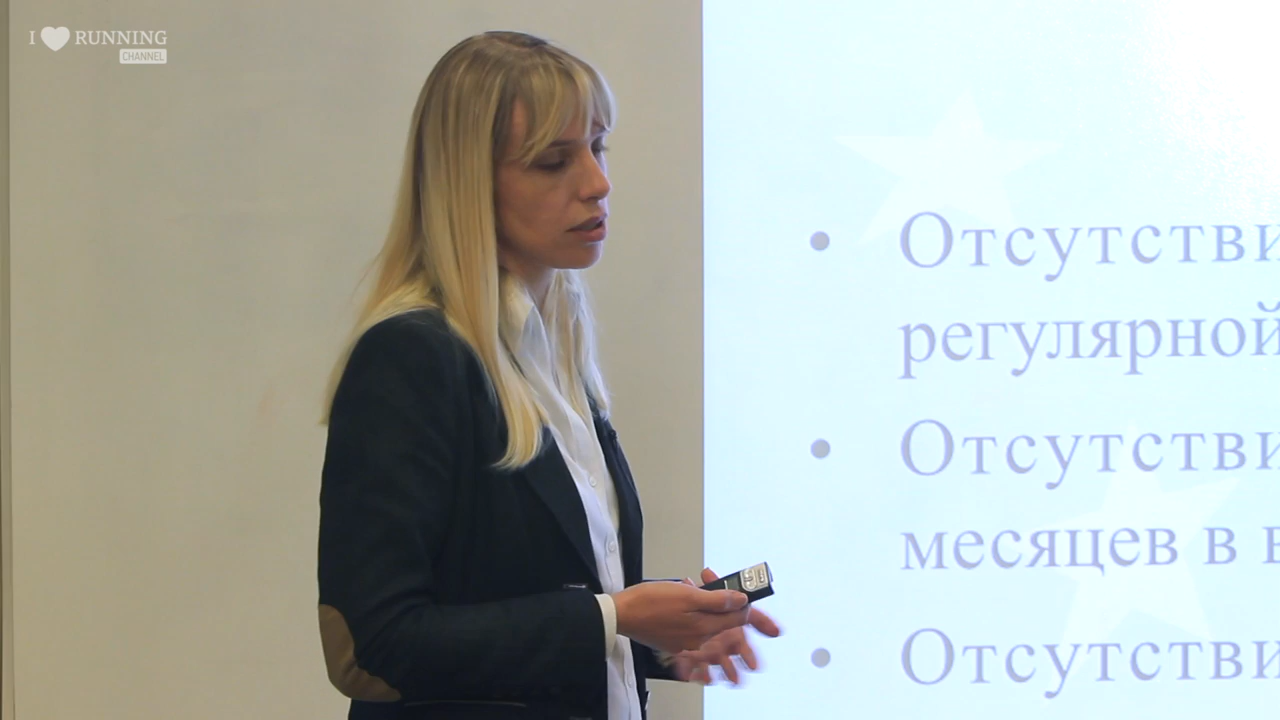 I RUNNING
CHANNEL
Отсутстви
регулярной
Отсутстви
месяцев в
Отсутстви